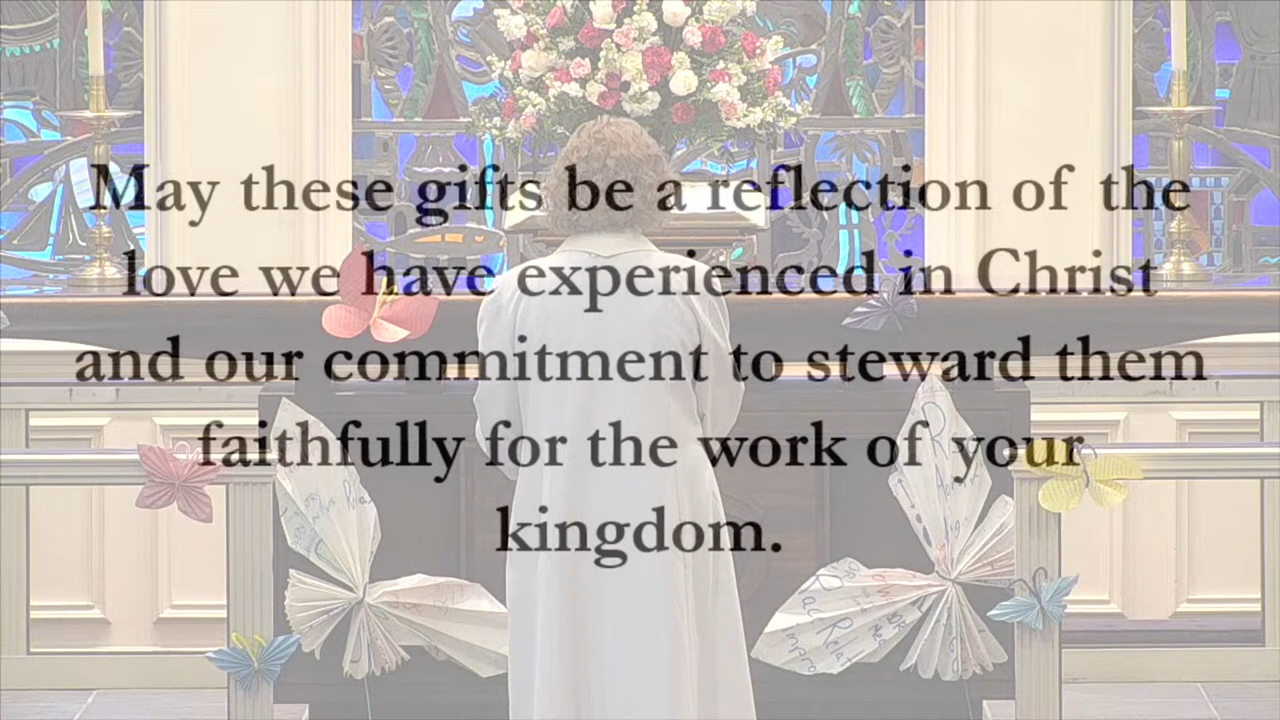 May these gifts be a reflection of the
love we have experienced in Christ
and our commitment to steward them
faithfully for the work of your
kingdom.